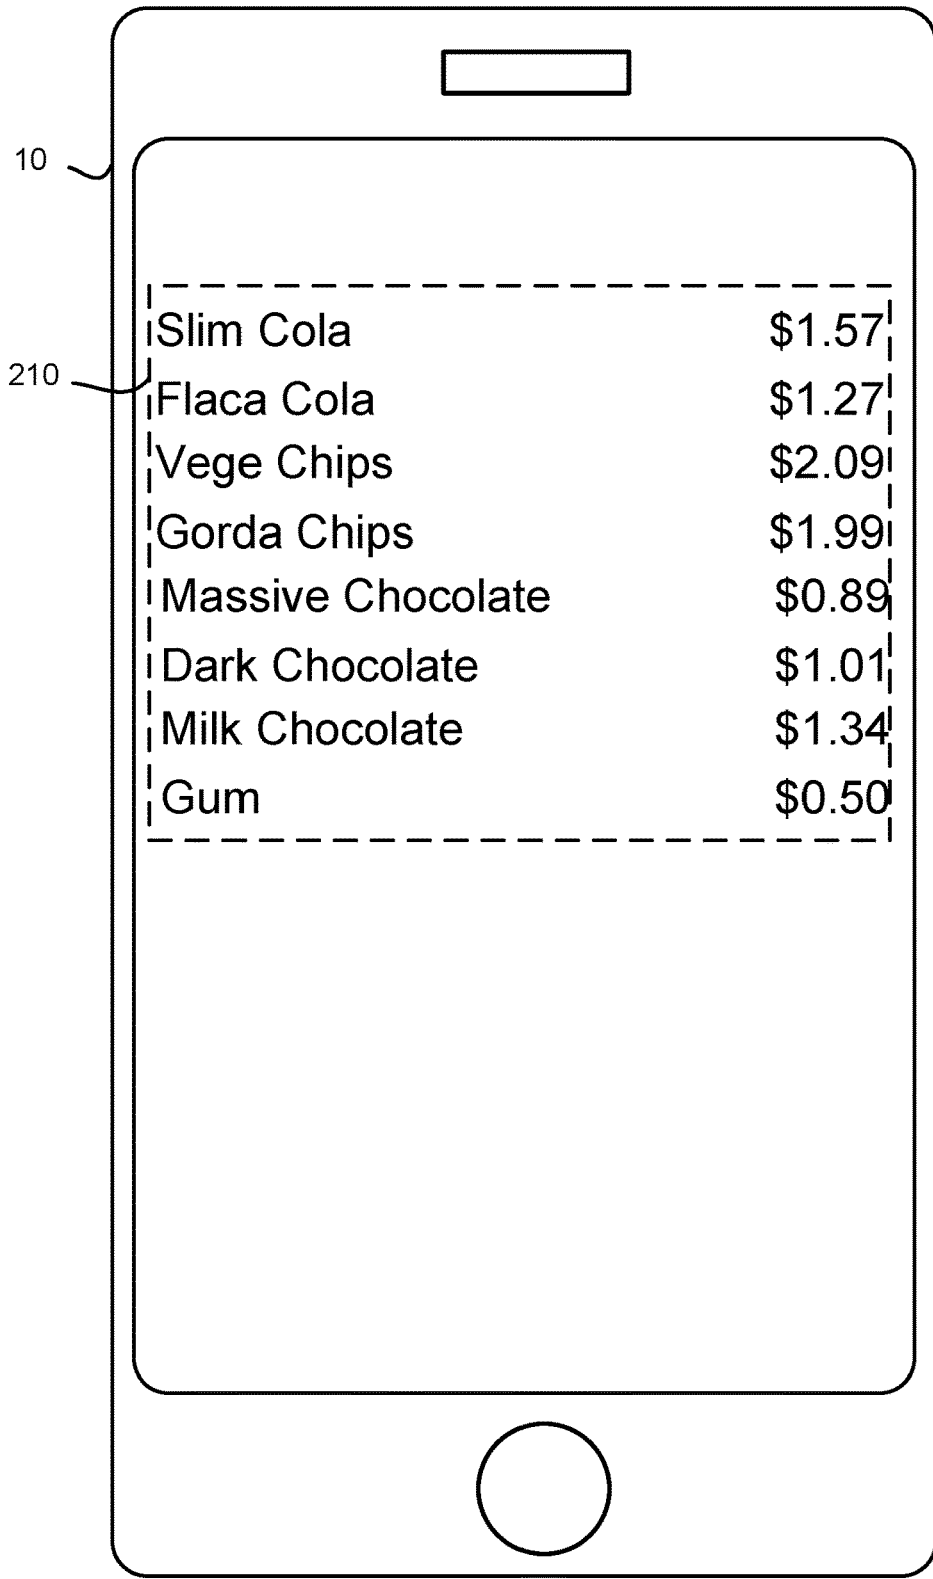 10
Slim Cola $1.57
210
Flaca Cola $1.27
Vege Chips $2.09
Gorda Chips $1.99
Massive Chocolate $0.89
Dark Chocolate $1.01
Milk Chocolate $1.34
Gum $0.50